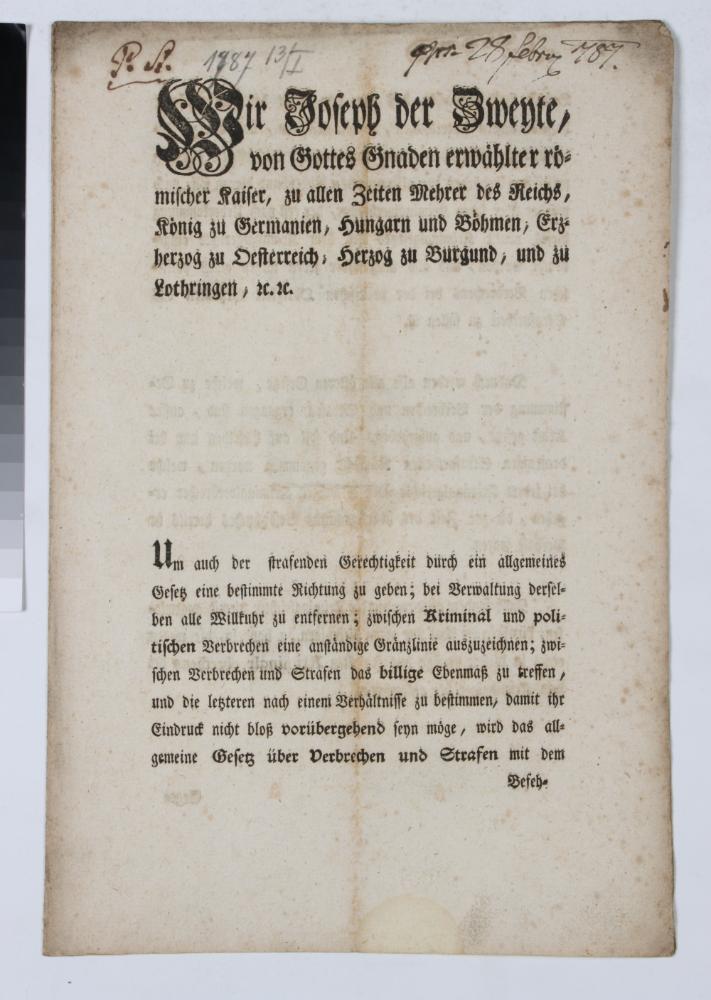 P. A. 1787 13/I 28 febru 787.
Wir Joseph der Zweyte,
von Gottes Gnaden erwählter rö=
mischer Kaiser, zu allen Zeiten Mehrer des Reichs,
König zu Germanien, Hungarn und Böhmen, Erz=
herzog zu Oesterreich, Herzog zu Burgund, und zu
Lothringen, ꝛc. ꝛc.
Um auch der strafenden Gerechtigkeit durch ein allgemeines
Gesetz eine bestimmte Richtung zu geben; bei Verwaltung dersel=
ben alle Willkuhr zu entfernen; zwischen Kriminal und poli=
tischen Verbrechen eine anständige Gränzlinie auszuzeichnen; zwi=
schen Verbrechen und Strafen das billige Ebenmaß zu treffen,
und die letzteren nach einem Verhältnisse zu bestimmen, damit ihr
Eindruck nicht bloß vorübergehend seyn möge, wird das all=
gemeine Gesetz über Verbrechen und Strafen mit dem
Befeh=